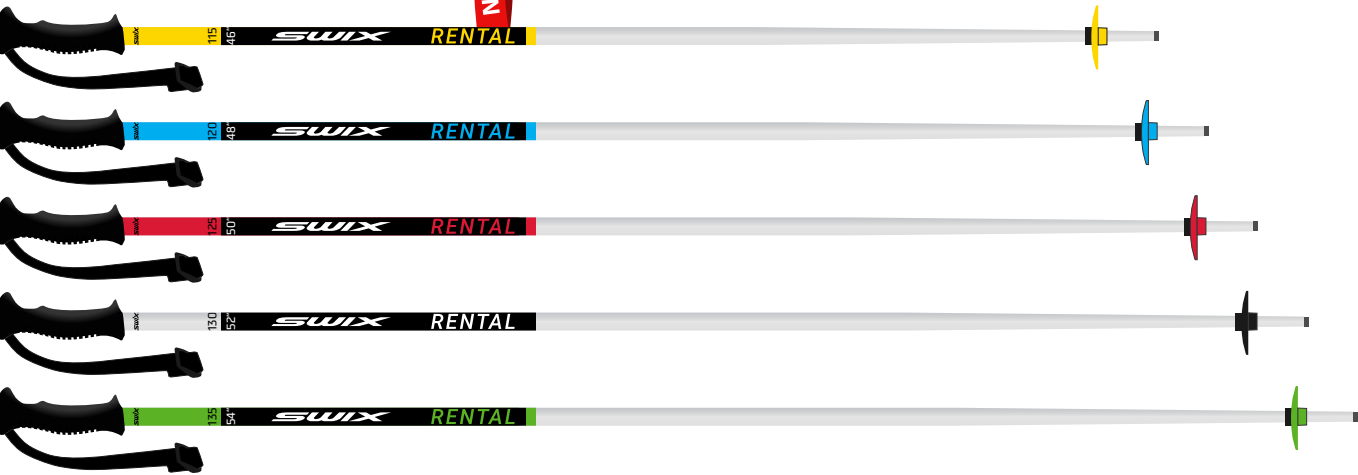 swix 115 46" SWIX RENTAL N
swix 120 48" SWIX RENTAL
swix 125 50" SWIX RENTAL
swix 130 52" SWIX RENTAL
swix 135 54" SWIX RENTAL